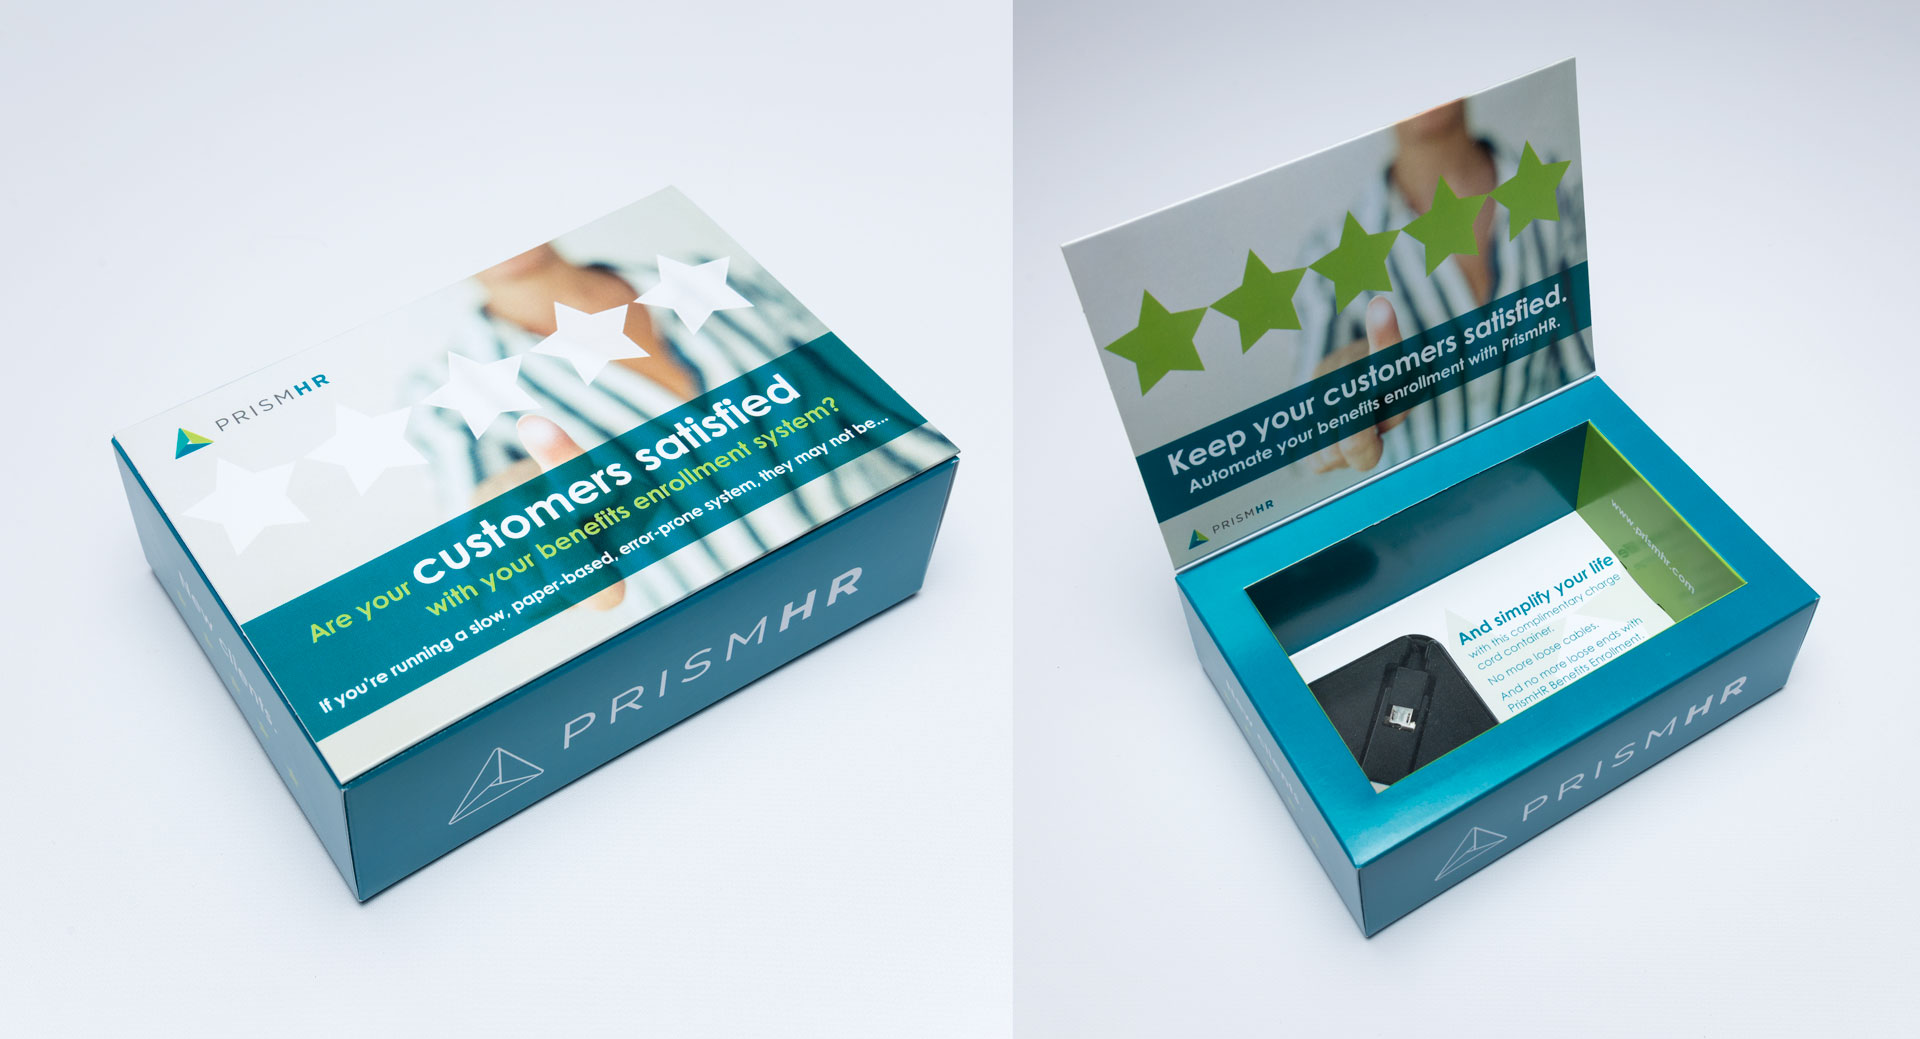 PRISMHR
Are your customers satisfied
with your benefits enrollment system?
If you're running a slow, paper-based, error-prone system, they may not be...
PRISMHR
New clients.
Keep your customers satisfied.
Automate your benefits enrollment with PrismHR.
PRISMHR
www.prismhr.com
And simplify your life
with this complimentary charge
cord container.
No more loose cables.
And no more loose ends with
PrismHR Benefits Enrollment.
PRISMHR